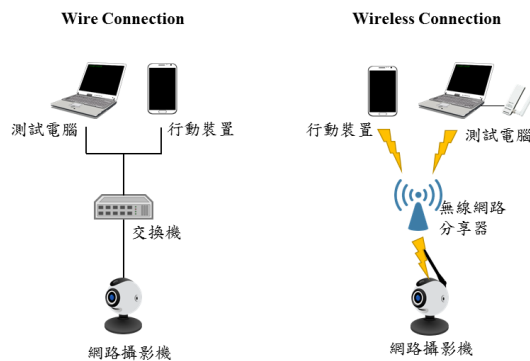 Wire Connection
測試電腦
行動裝置
交換機
網路攝影機
Wireless Connection
行動裝置
測試電腦
無線網路
分享器
網路攝影機